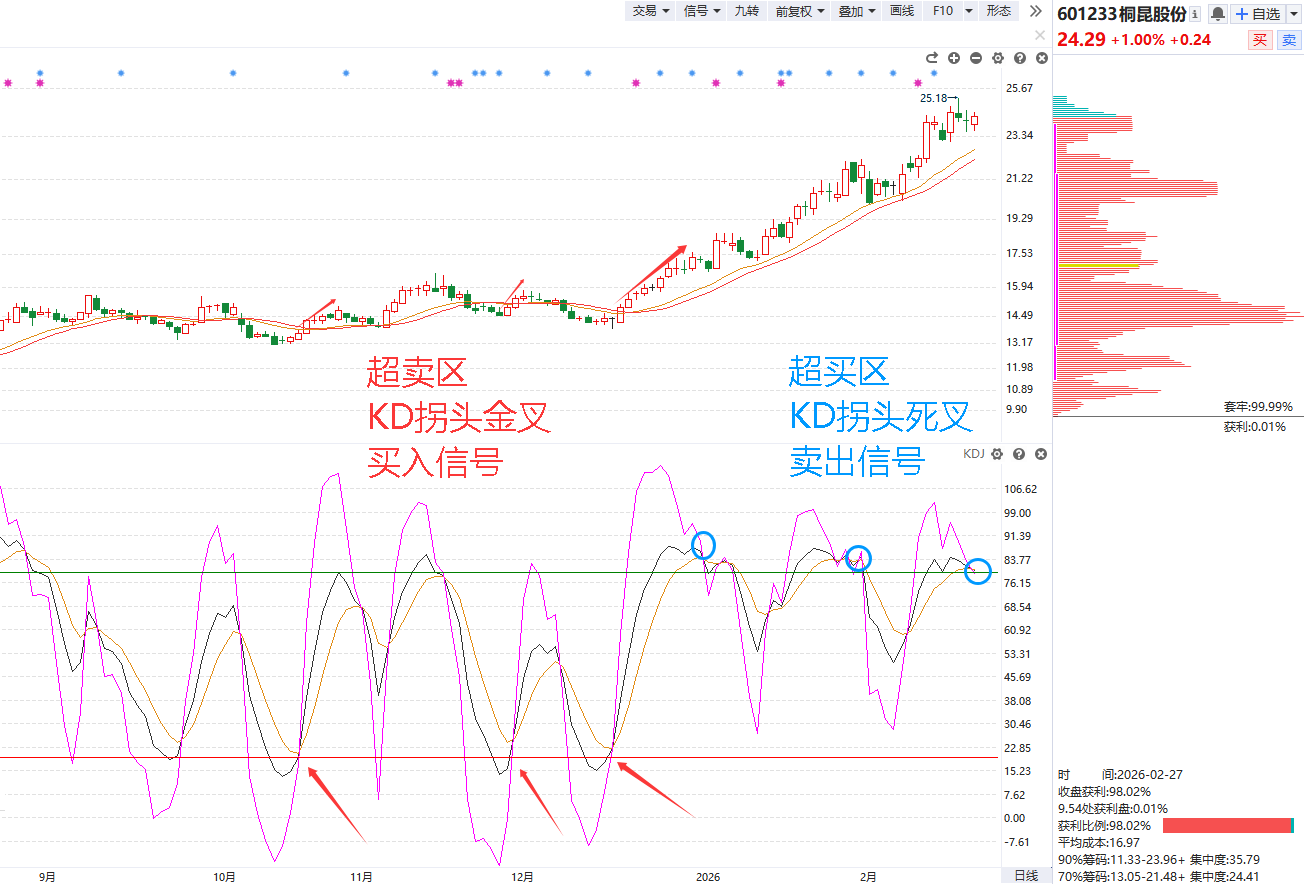 交易 信号 九转 前复权 叠加 画线 F10 形态
601233桐昆股份 自选
24.29 +1.00% +0.24 买 卖
25.18
25.67
23.34
21.22
19.29
17.53
15.94
14.49
13.17
11.98
10.89
9.90
套牢:99.99%
获利:0.01%
超卖区
KD拐头金叉
买入信号
超买区
KD拐头死叉
卖出信号
KDJ
106.62
99.00
91.39
83.77
76.15
68.54
60.92
53.31
45.69
38.08
30.46
22.85
15.23
7.62
0.00
-7.61
时 间:2026-02-27
收盘获利:98.02%
9.54处获利盘:0.01%
获利比例:98.02%
平均成本:16.97
90%筹码:11.33-23.96+ 集中度:35.79
70%筹码:13.05-21.48+ 集中度:24.41
9月 10月 11月 12月 2026 2月 日线